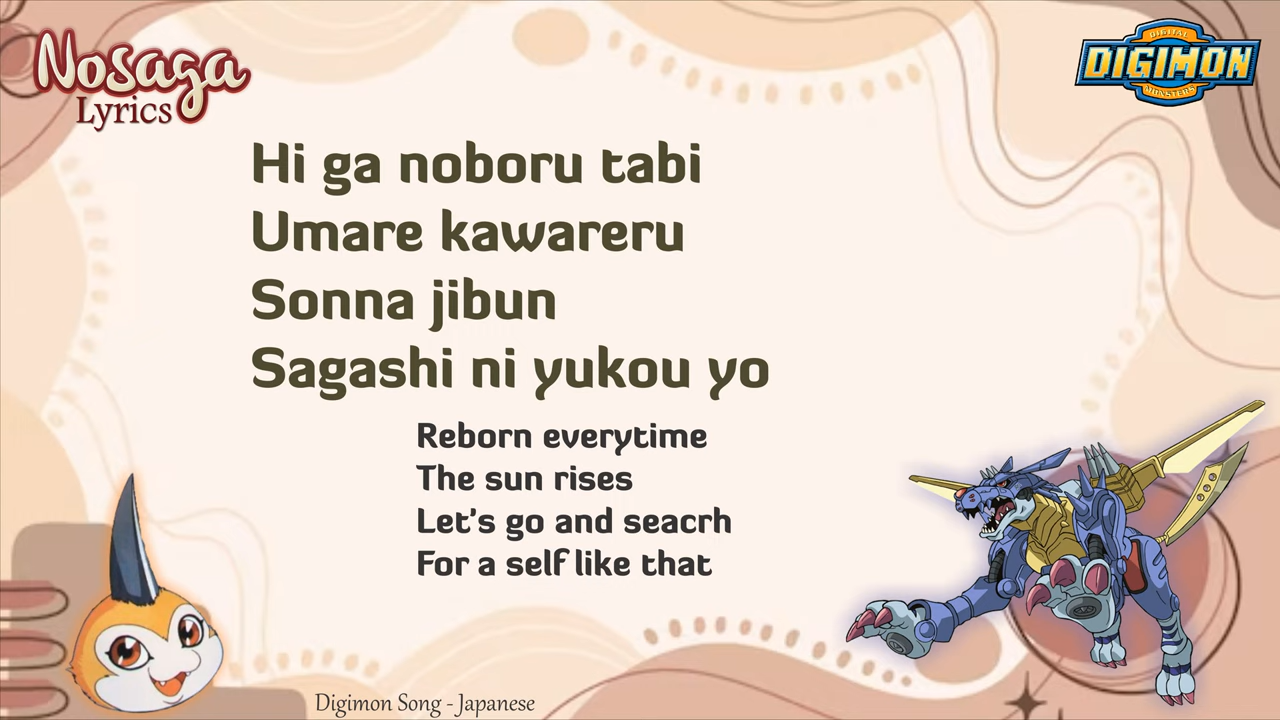 Nosaga
Lyrics
DIGITAL
DIGIMON
MONSTERS
Hi ga noboru tabi
Umare kawareru
Sonna jibun
Sagashi ni yukou yo
Reborn everytime
The sun rises
Let's go and seacrh
For a self like that
Digimon Song - Japanese